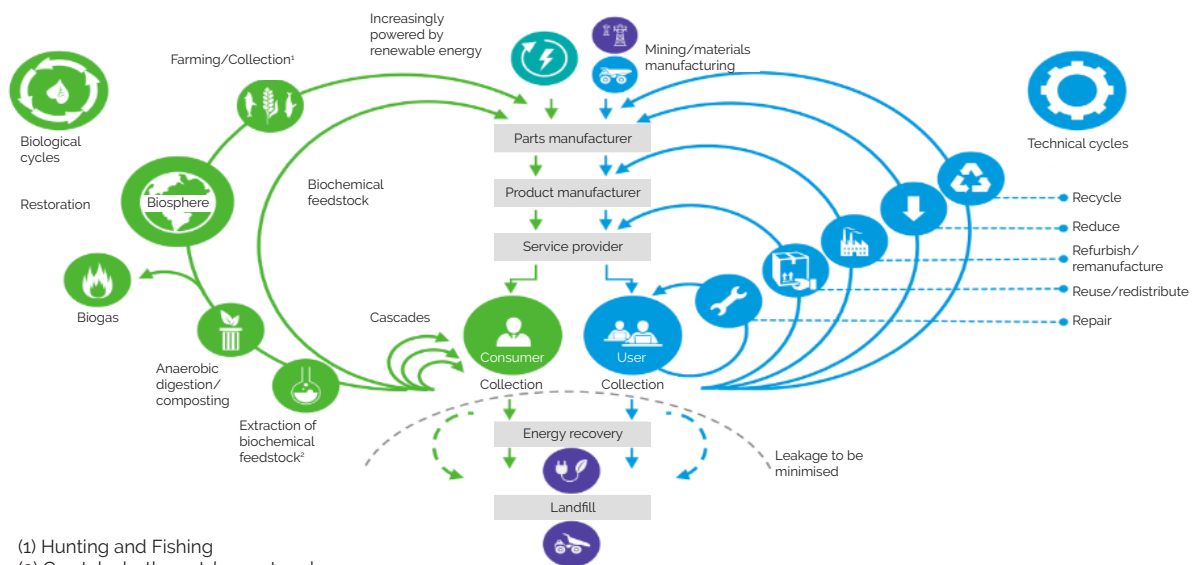 Increasingly
powered by
renewable energy
Mining/materials
manufacturing
Farming/Collection¹
Biological
cycles
Technical cycles
Parts manufacturer
Biochemical
feedstock
Product manufacturer
Restoration
Biosphere
Recycle
Reduce
Service provider
Refurbish/
remanufacture
Reuse/redistribute
Biogas
Cascades
Repair
Consumer
User
Anaerobic
digestion/
composting
Collection
Collection
Extraction of
biochemical
feedstock²
Energy recovery
Leakage to be
minimised
Landfill
(1) Hunting and Fishing